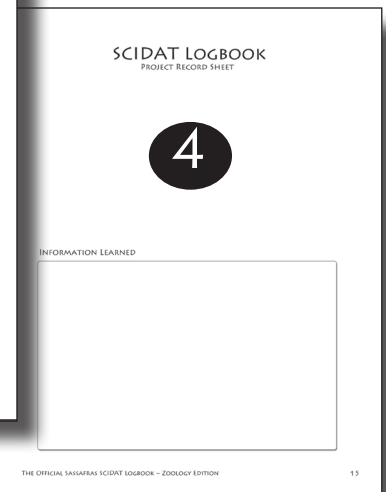 SCIDAT LOGBOOK
PROJECT RECORD SHEET
4
INFORMATION LEARNED
THE OFFICIAL SASSAFRAS SCIDAT LOGBOOK – ZOOLOGY EDITION 15